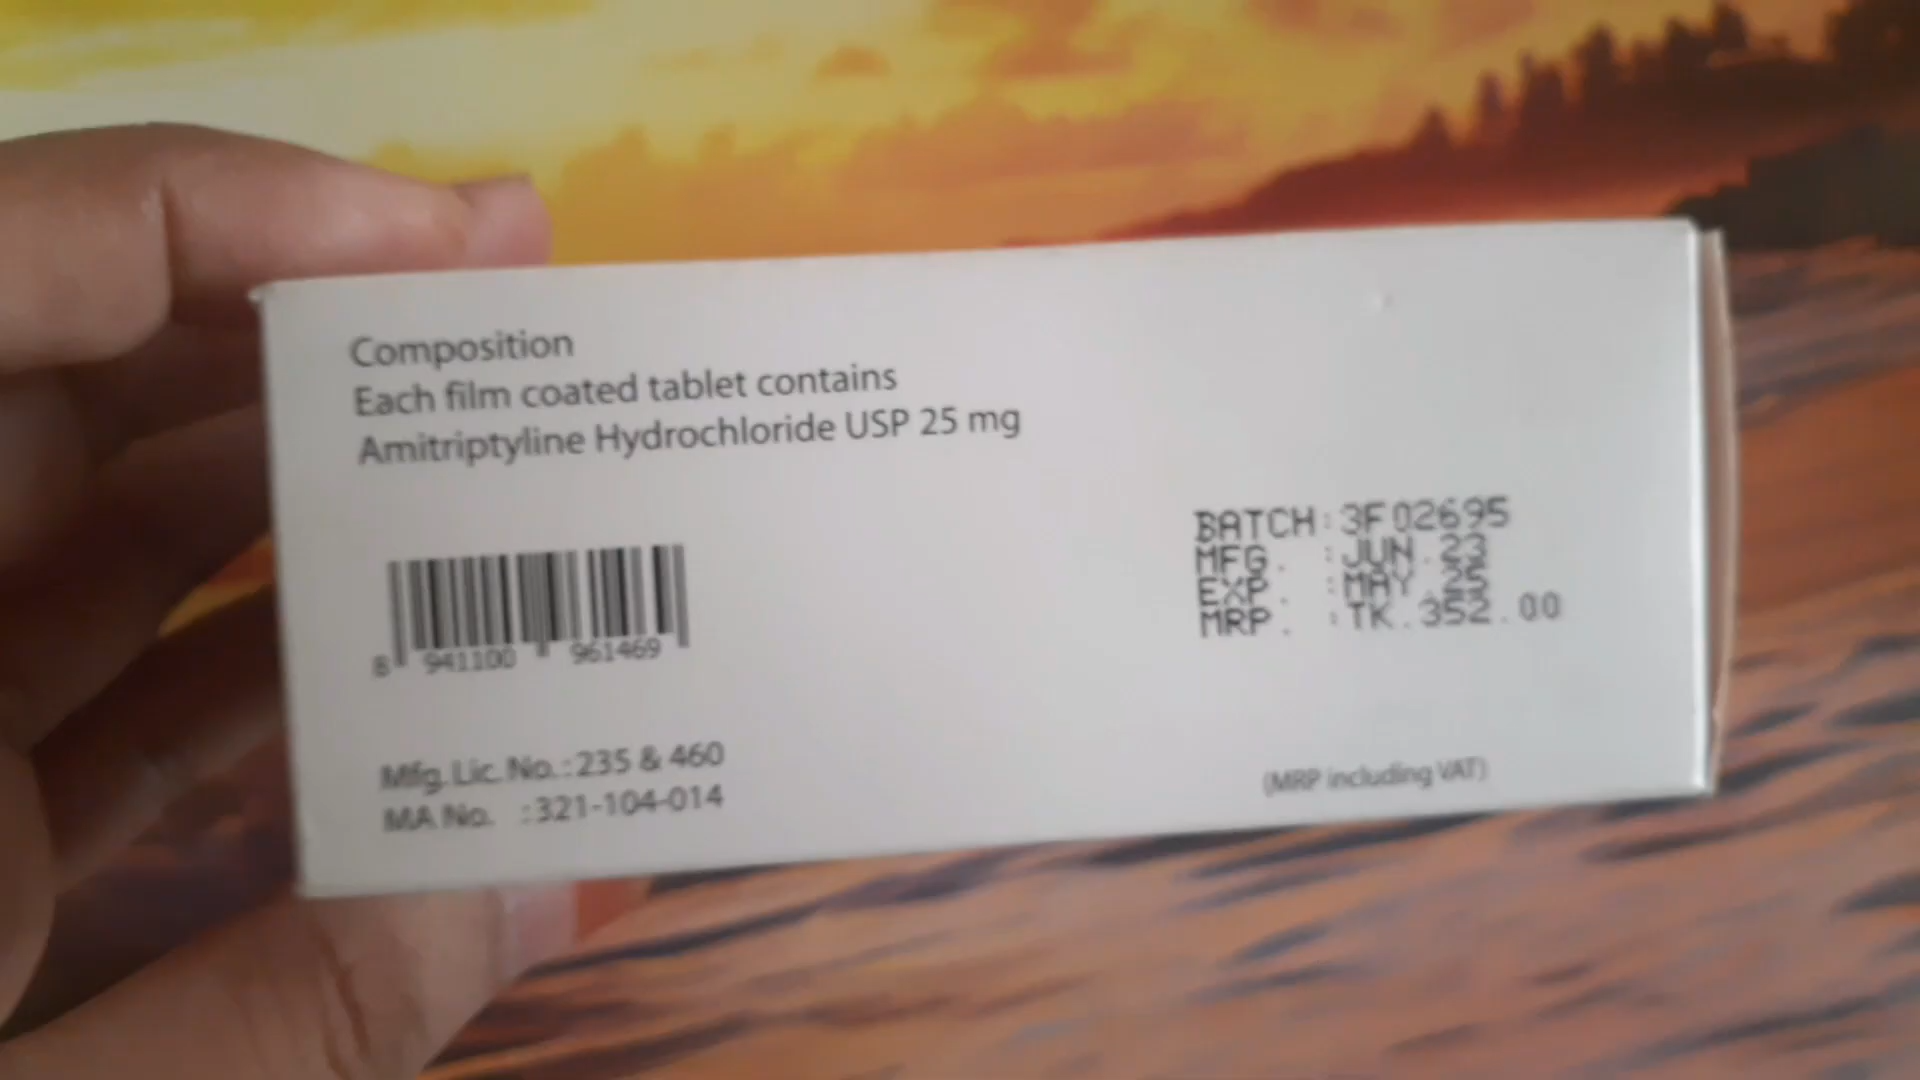 Composition
Each film coated tablet contains
Amitriptyline Hydrochloride USP 25 mg
BATCH : 3F02695
MFG. : JUN. 23
EXP. : MAY. 25
MRP. : TK. 352.00
8 941100 961469
Mfg. Lic. No. : 235 & 460
MA No. : 321-104-014
(MRP including VAT)